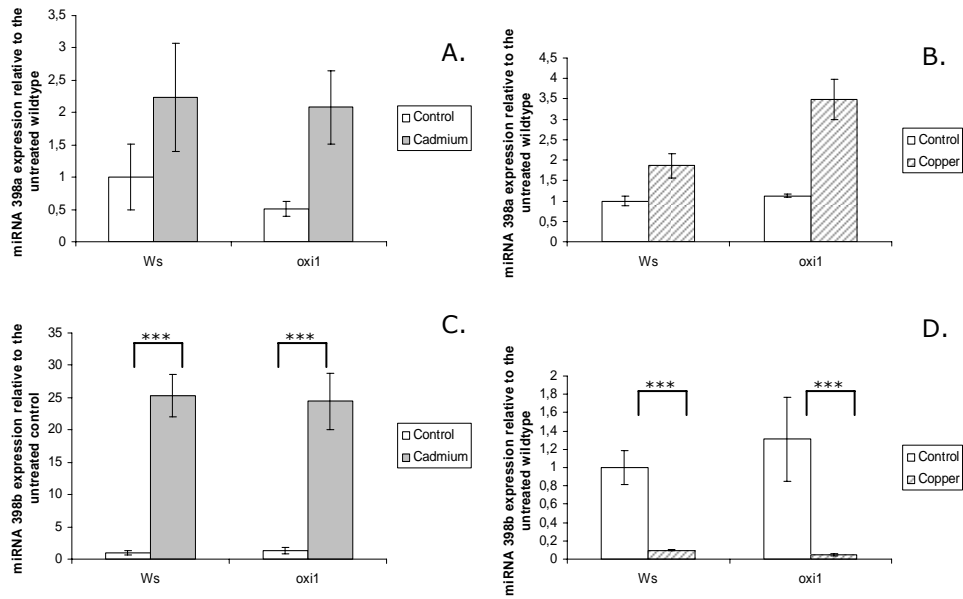 A.
miRNA 398a expression relative to the
untreated wildtype
3,5
3
2,5
2
1,5
1
0,5
0
Ws
oxi1
Control
Cadmium
B.
miRNA 398a expression relative to the
untreated wildtype
4,5
4
3,5
3
2,5
2
1,5
1
0,5
0
Ws
oxi1
Control
Copper
C.
miRNA 398b expression relative to the
untreated control
35
30
25
20
15
10
5
0
***
***
Ws
oxi1
Control
Cadmium
D.
miRNA 398b expression relative to the
untreated wildtype
2
1,8
1,6
1,4
1,2
1
0,8
0,6
0,4
0,2
0
***
***
Ws
oxi1
Control
Copper